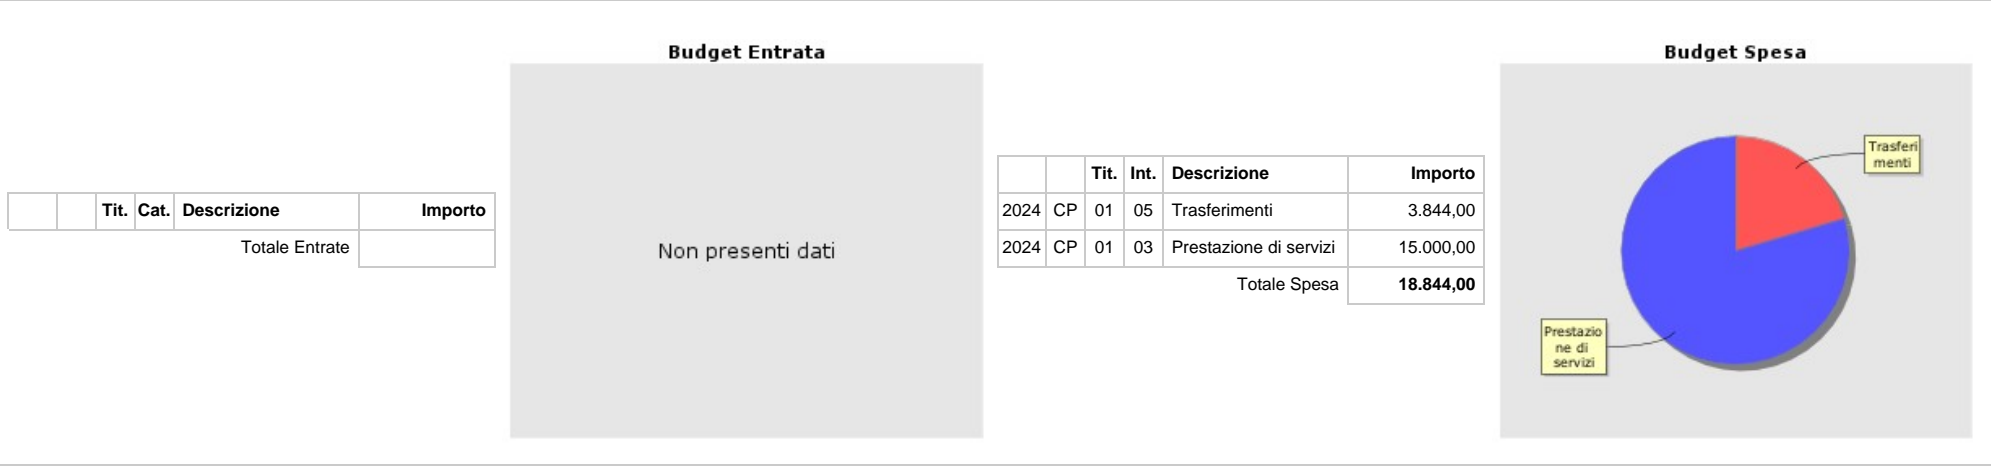 Tit. Cat. Descrizione Importo
Totale Entrate
Budget Entrata
Non presenti dati
Tit. Int. Descrizione Importo
2024 CP 01 05 Trasferimenti 3.844,00
2024 CP 01 03 Prestazione di servizi 15.000,00
Totale Spesa 18.844,00
Budget Spesa
Trasferi
menti
Prestazio
ne di
servizi